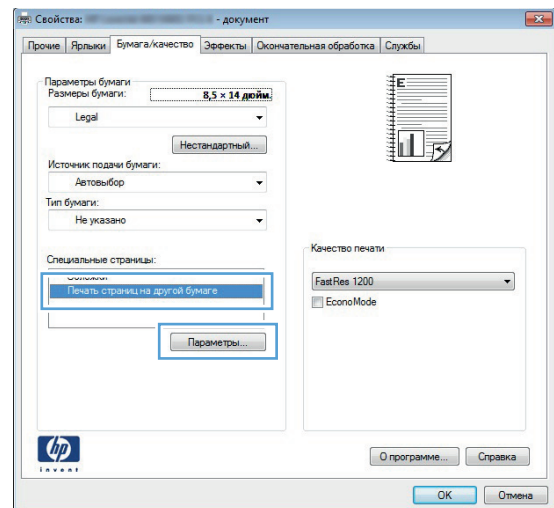 Свойства: - документ
Прочие Ярлыки Бумага/качество Эффекты Окончательная обработка Службы
Параметры бумаги
Размеры бумаги: 8,5 × 14 дюйм.
Legal
Нестандартный...
Источник подачи бумаги:
Автовыбор
Тип бумаги:
Не указано
Специальные страницы:
Обложки
Печать страниц на другой бумаге
Параметры...
E
Качество печати
FastRes 1200
EconoMode
hp
invent
О программе... Справка
OK Отмена